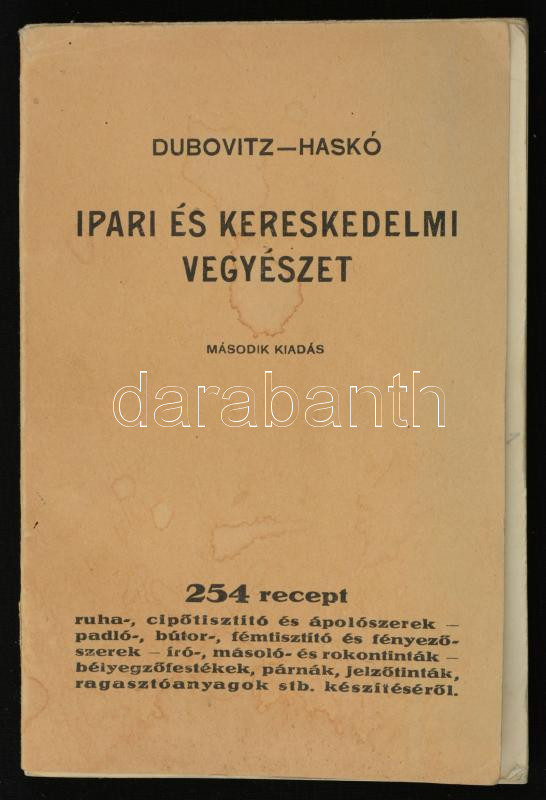 DUBOVITZ—HASKÓ
IPARI ÉS KERESKEDELMI
VEGYÉSZET
MÁSODIK KIADÁS
darabanth
254 recept
ruha-, cipőtisztító és ápolószerek —
padló-, bútor-, fémtisztító és fényező-
szerek — író-, másoló- és rokontinták —
bélyegzőfestékek, párnák, jelzőtinták,
ragasztóanyagok stb. készítéséről.